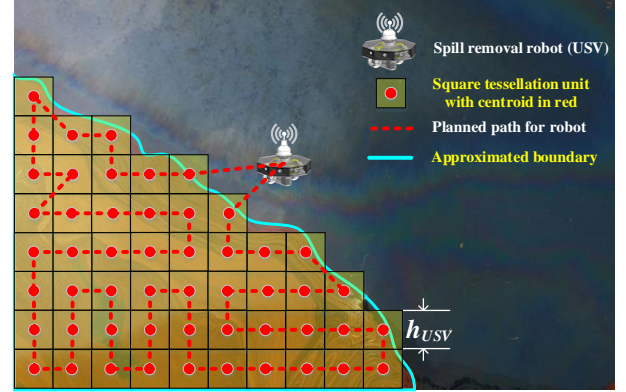 Spill removal robot (USV)
Square tessellation unit
with centroid in red
Planned path for robot
Approximated boundary
hUSV